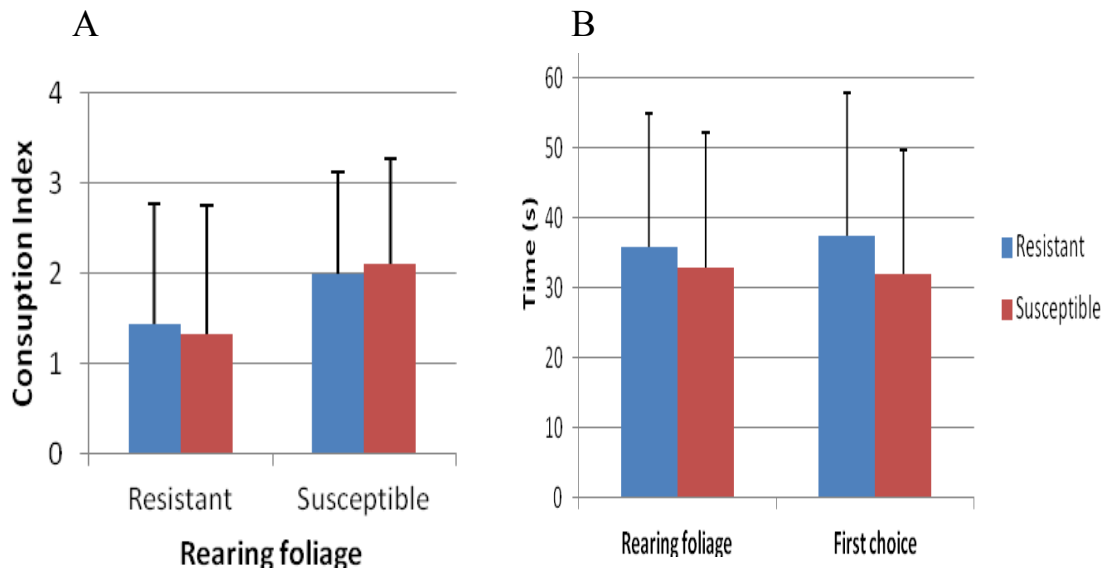 A
Consuption Index
4
3
2
1
0
Resistant
Susceptible
Rearing foliage
B
Time (s)
60
50
40
30
20
10
0
Rearing foliage
First choice
Resistant
Susceptible